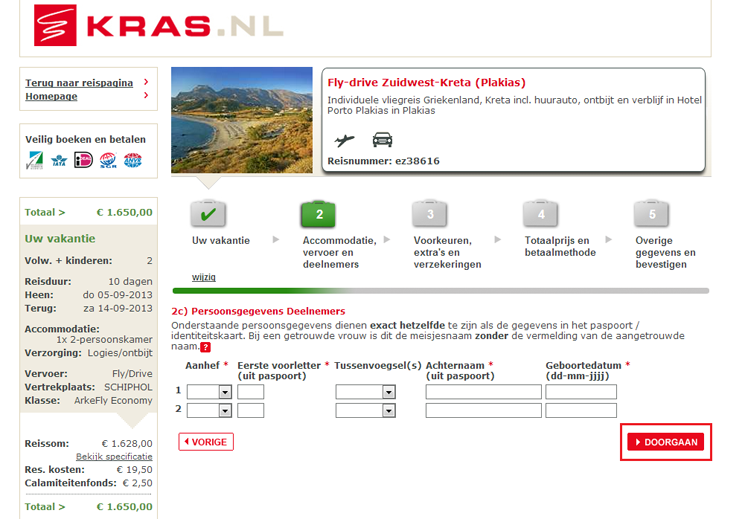 KRAS.NL
Terug naar reispagina
Homepage
Veilig boeken en betalen
IATA
iDEAL
SGR
ANVR
Totaal > € 1.650,00
Uw vakantie
Volw. + kinderen: 2
Reisduur: 10 dagen
Heen: do 05-09-2013
Terug: za 14-09-2013
Accommodatie:
1x 2-persoonskamer
Verzorging: Logies/ontbijt
Vervoer: Fly/Drive
Vertrekplaats: SCHIPHOL
Klasse: ArkeFly Economy
Reissom: € 1.628,00
Bekijk specificatie
Res. kosten: € 19,50
Calamiteitenfonds: € 2,50
Totaal > € 1.650,00
Fly-drive Zuidwest-Kreta (Plakias)
Individuele vliegreis Griekenland, Kreta incl. huurauto, ontbijt en verblijf in Hotel
Porto Plakias in Plakias
Reisnummer: ez38616
2 3 4 5
Uw vakantie
wijzig
Accommodatie,
vervoer en
deelnemers
Voorkeuren,
extra's en
verzekeringen
Totaalprijs en
betaalmethode
Overige
gegevens en
bevestigen
2c) Persoonsgegevens Deelnemers
Onderstaande persoonsgegevens dienen exact hetzelfde te zijn als de gegevens in het paspoort /
identiteitskaart. Bij een getrouwde vrouw is dit de meisjesnaam zonder de vermelding van de aangetrouwde
naam. ?
Aanhef * Eerste voorletter * Tussenvoegsel(s) Achternaam * Geboortedatum *
(uit paspoort) (uit paspoort) (dd-mm-jjjj)
1
2
VORIGE
DOORGAAN